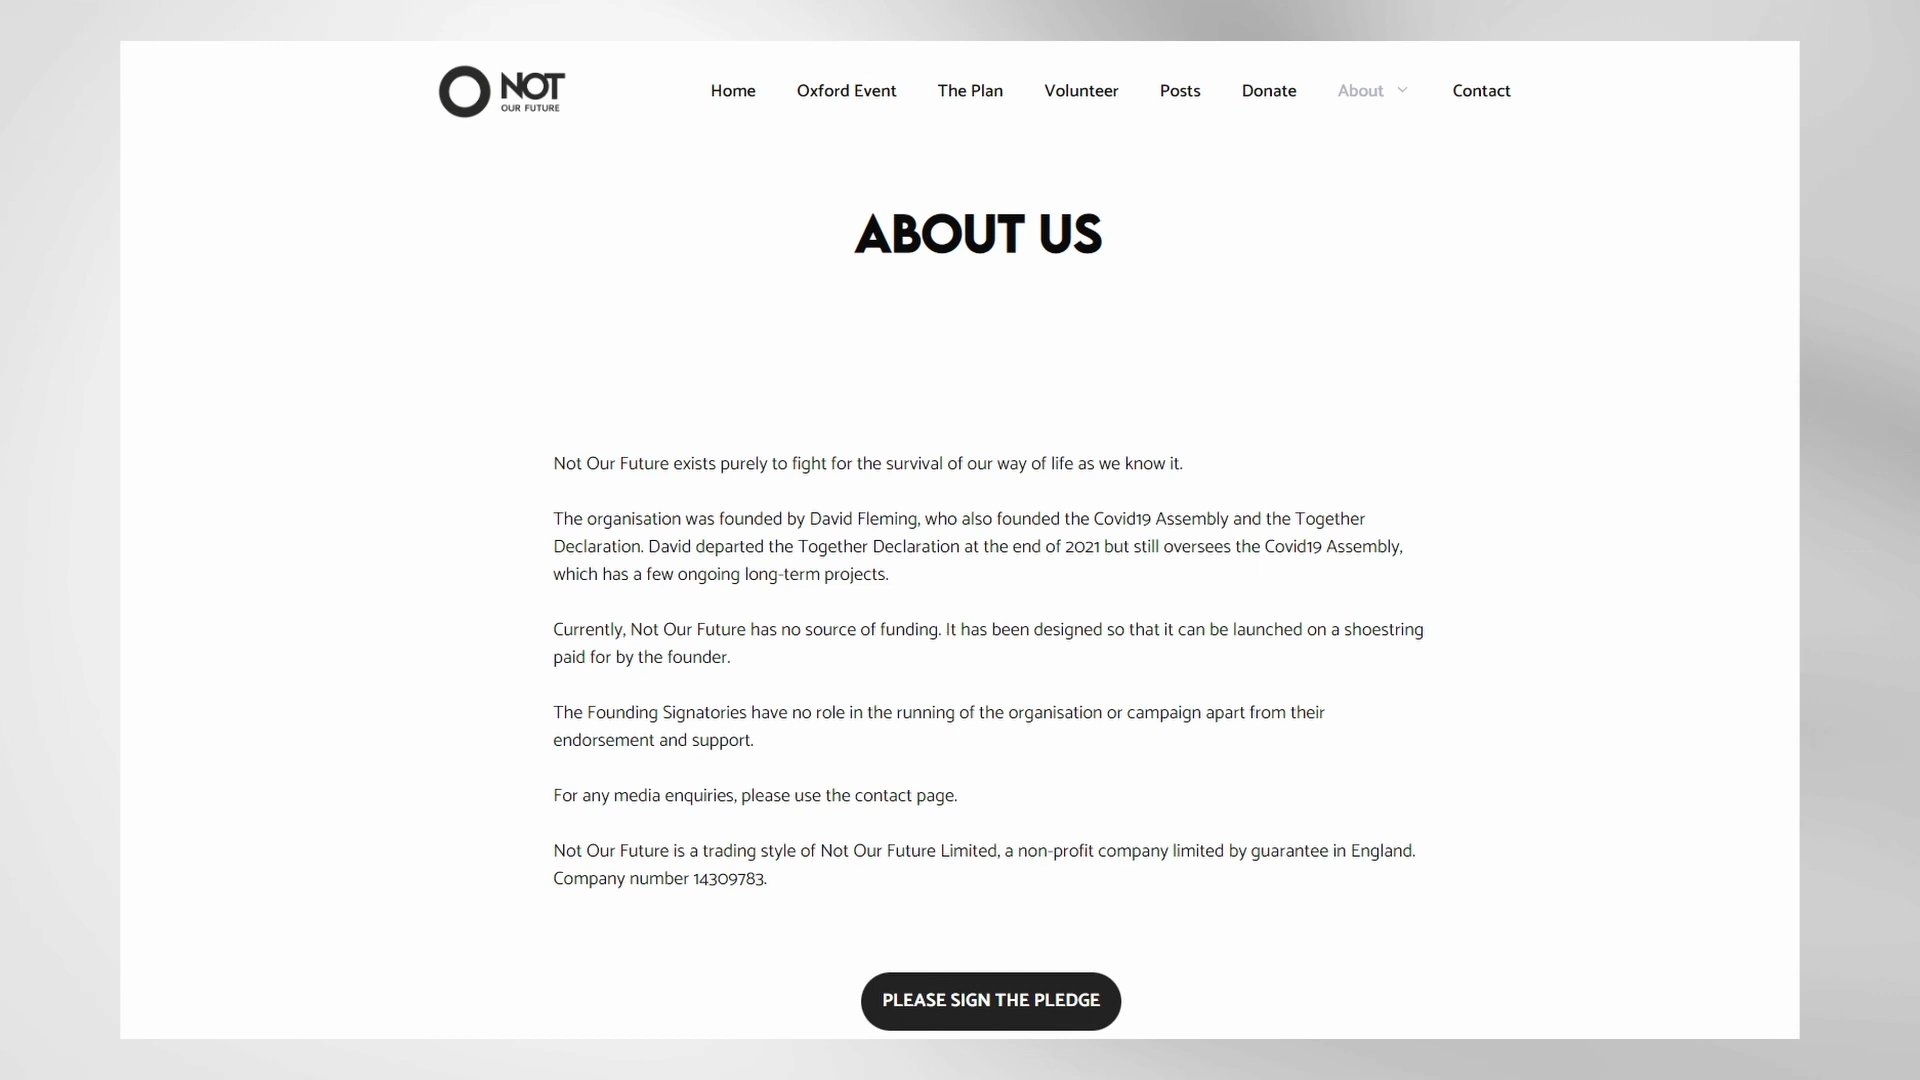 NOT
OUR FUTURE
Home Oxford Event The Plan Volunteer Posts Donate About Contact
ABOUT US
Not Our Future exists purely to fight for the survival of our way of life as we know it.
The organisation was founded by David Fleming, who also founded the Covid19 Assembly and the Together
Declaration. David departed the Together Declaration at the end of 2021 but still oversees the Covid19 Assembly,
which has a few ongoing long-term projects.
Currently, Not Our Future has no source of funding. It has been designed so that it can be launched on a shoestring
paid for by the founder.
The Founding Signatories have no role in the running of the organisation or campaign apart from their
endorsement and support.
For any media enquiries, please use the contact page.
Not Our Future is a trading style of Not Our Future Limited, a non-profit company limited by guarantee in England.
Company number 14309783.
PLEASE SIGN THE PLEDGE